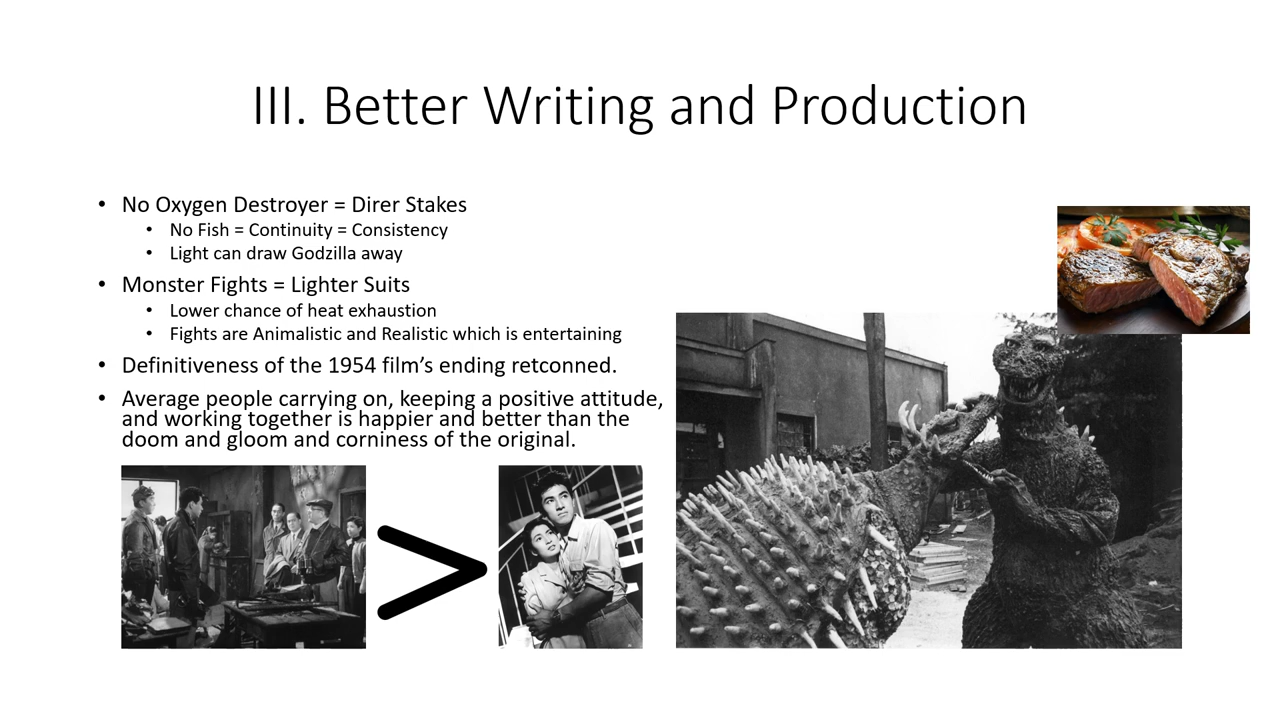 III. Better Writing and Production
• No Oxygen Destroyer = Direr Stakes
• No Fish = Continuity = Consistency
• Light can draw Godzilla away
• Monster Fights = Lighter Suits
• Lower chance of heat exhaustion
• Fights are Animalistic and Realistic which is entertaining
• Definitiveness of the 1954 film’s ending retconned.
• Average people carrying on, keeping a positive attitude,
and working together is happier and better than the
doom and gloom and corniness of the original.
>